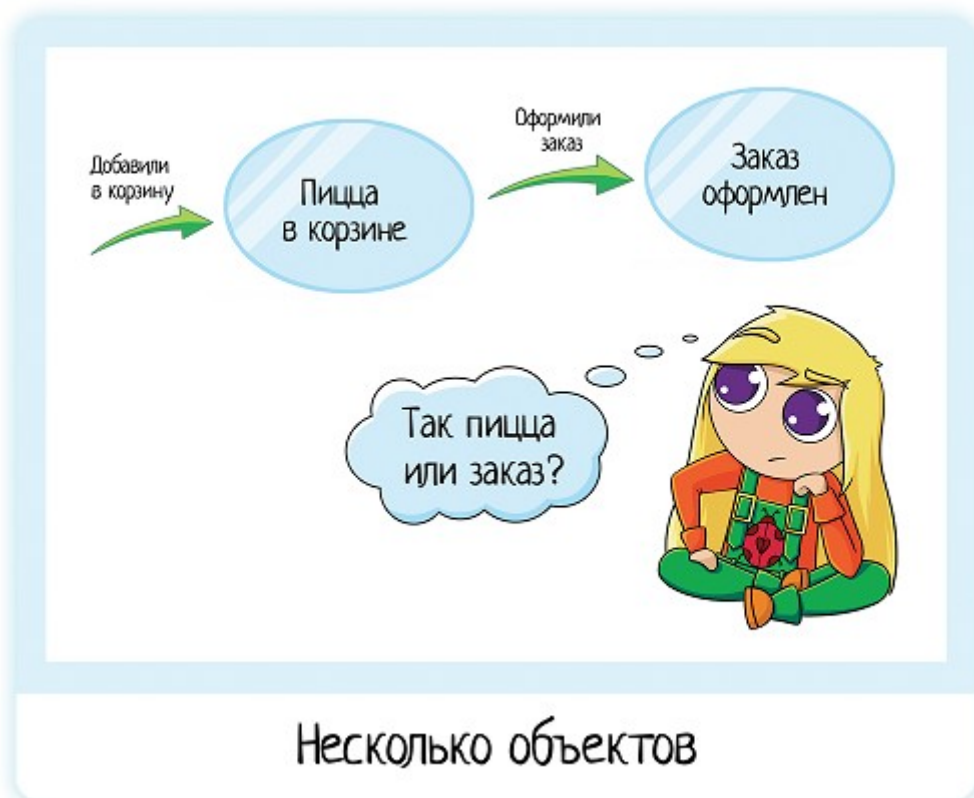 Добавили
в корзину
Пицца
в корзине
Оформили
заказ
Заказ
оформлен
Так пицца
или заказ?
Несколько объектов